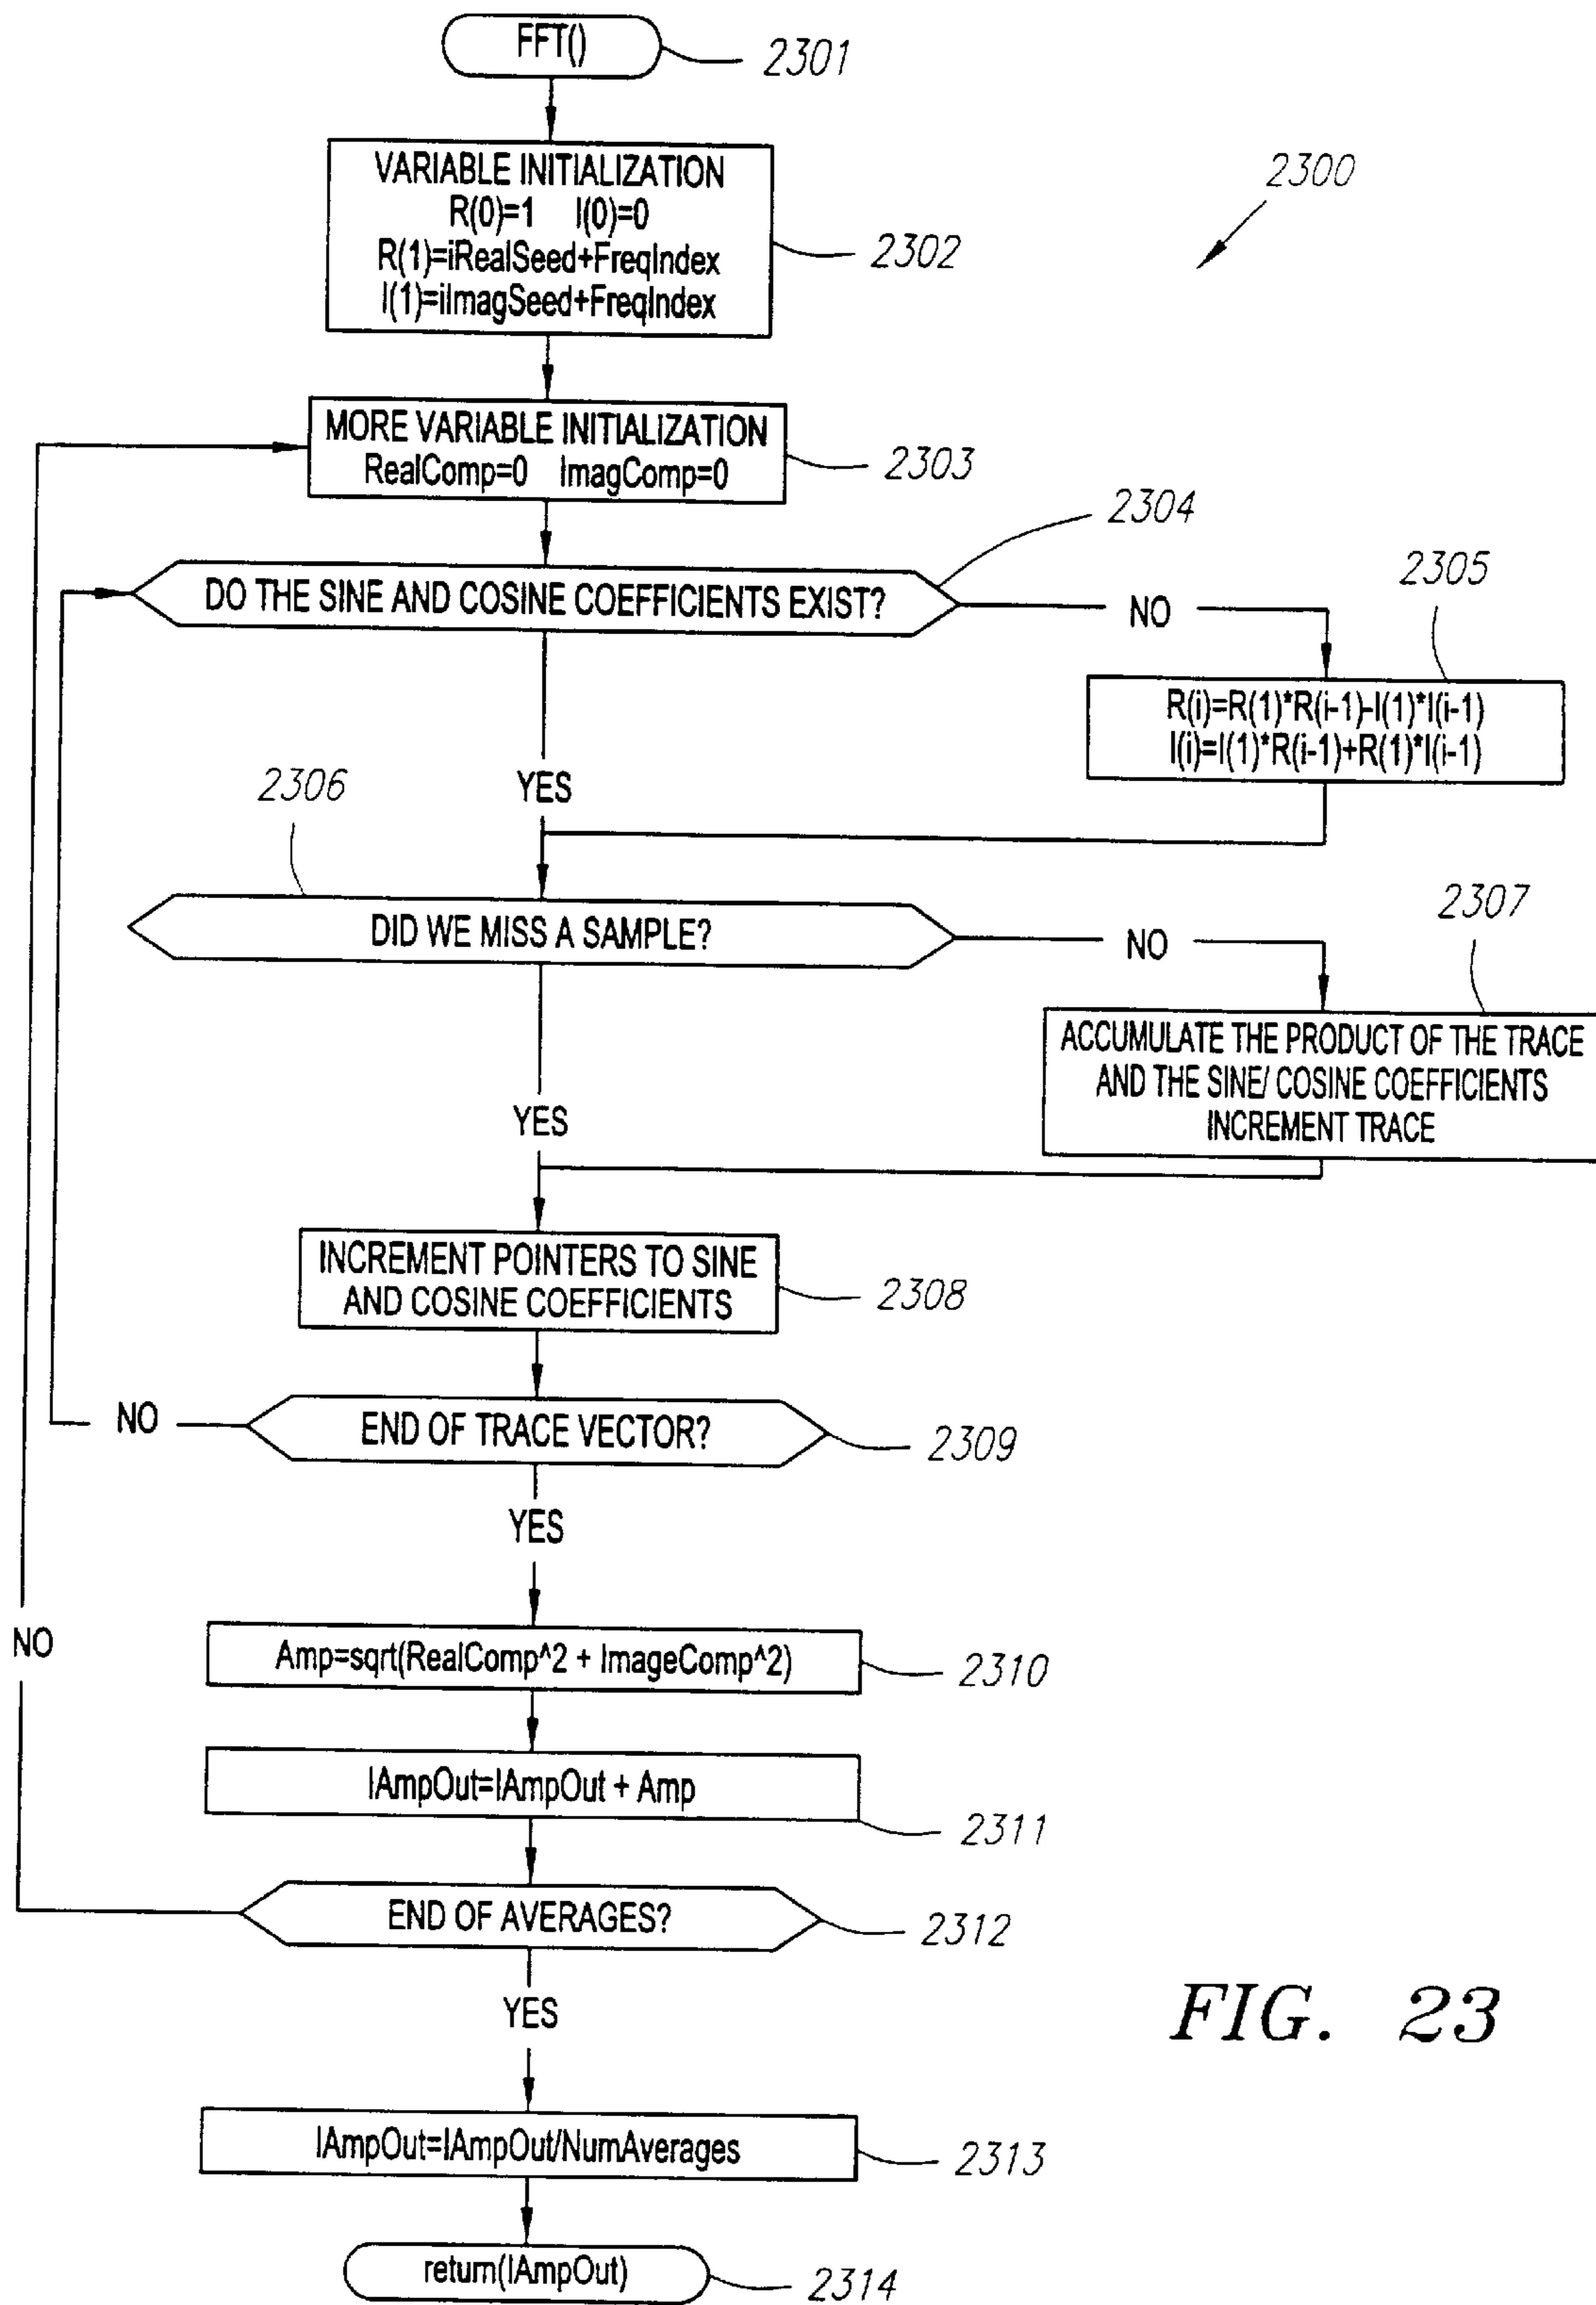 FFT()
2301
2300
VARIABLE INITIALIZATION
R(0)=1 I(0)=0
R(1)=iRealSeed+FreqIndex
I(1)=iImagSeed+FreqIndex
2302
MORE VARIABLE INITIALIZATION
RealComp=0 ImagComp=0
2303
2304
DO THE SINE AND COSINE COEFFICIENTS EXIST?
NO
2305
R(i)=R(1)*R(i-1)-I(1)*I(i-1)
I(i)=I(1)*R(i-1)+R(1)*I(i-1)
YES
2306
DID WE MISS A SAMPLE?
NO
2307
ACCUMULATE THE PRODUCT OF THE TRACE
AND THE SINE/ COSINE COEFFICIENTS
INCREMENT TRACE
YES
INCREMENT POINTERS TO SINE
AND COSINE COEFFICIENTS
2308
NO
END OF TRACE VECTOR?
2309
YES
NO
Amp=sqrt(RealComp^2 + ImageComp^2)
2310
lAmpOut=lAmpOut + Amp
2311
END OF AVERAGES?
2312
YES
FIG. 23
lAmpOut=lAmpOut/NumAverages
2313
return(lAmpOut)
2314